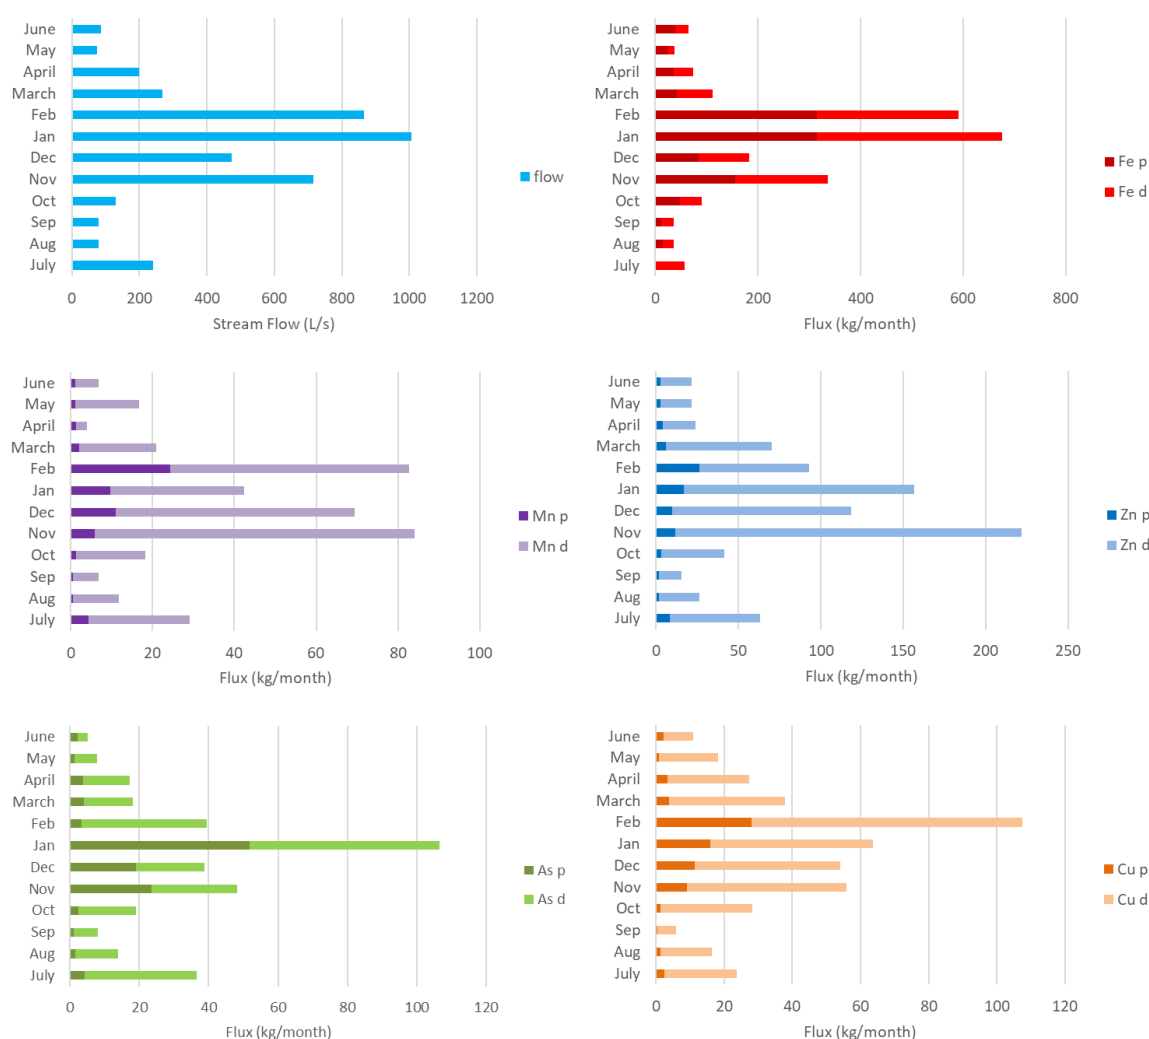 June
May
April
March
Feb
Jan
Dec
Nov
Oct
Sep
Aug
July
0 200 400 600 800 1000 1200
Stream Flow (L/s)
flow
June
May
April
March
Feb
Jan
Dec
Nov
Oct
Sep
Aug
July
0 200 400 600 800
Flux (kg/month)
Fe p
Fe d
June
May
April
March
Feb
Jan
Dec
Nov
Oct
Sep
Aug
July
0 20 40 60 80 100
Flux (kg/month)
Mn p
Mn d
June
May
April
March
Feb
Jan
Dec
Nov
Oct
Sep
Aug
July
0 50 100 150 200 250
Flux (kg/month)
Zn p
Zn d
June
May
April
March
Feb
Jan
Dec
Nov
Oct
Sep
Aug
July
0 20 40 60 80 100 120
Flux (kg/month)
As p
As d
June
May
April
March
Feb
Jan
Dec
Nov
Oct
Sep
Aug
July
0 20 40 60 80 100 120
Flux (kg/month)
Cu p
Cu d